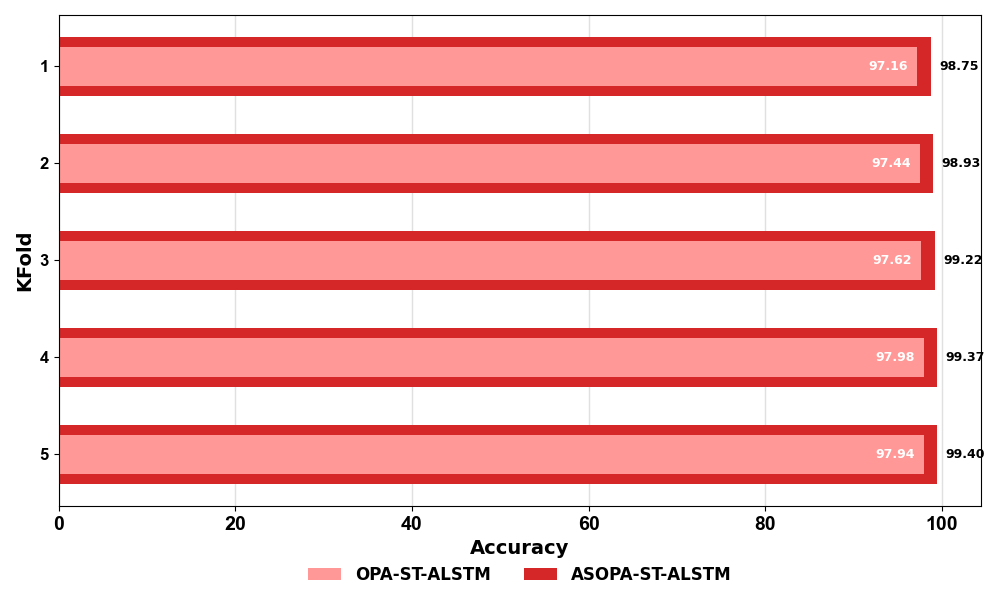 1 97.16 98.75
2 97.44 98.93
3 97.62 99.22
4 97.98 99.37
5 97.94 99.40
KFold
0 20 40 60 80 100
Accuracy
OPA-ST-ALSTM ASOPA-ST-ALSTM